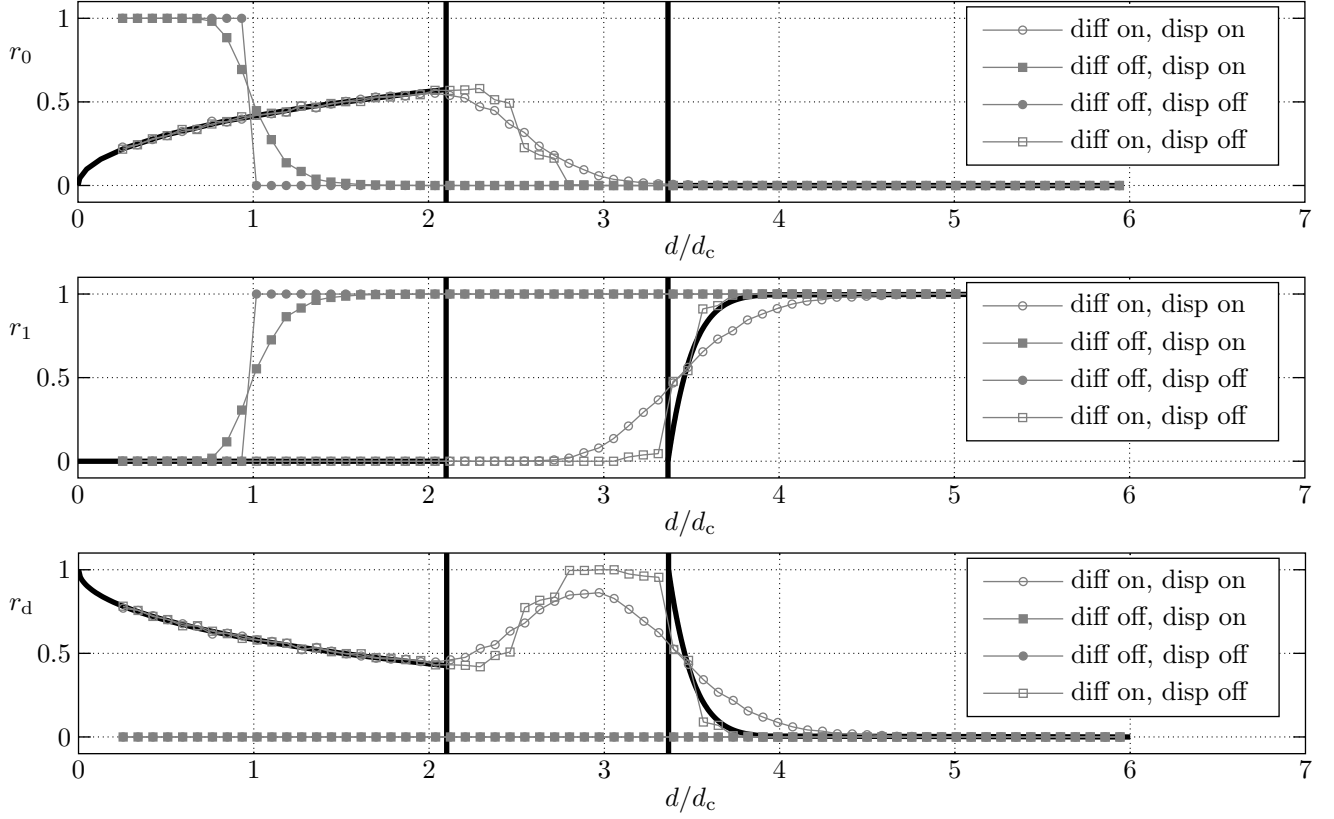 1
r0
0.5
0
diff on, disp on
diff off, disp on
diff off, disp off
diff on, disp off
0 1 2 3 4 5 6 7
d/dc
1
r1
0.5
0
diff on, disp on
diff off, disp on
diff off, disp off
diff on, disp off
0 1 2 3 4 5 6 7
d/dc
1
rd
0.5
0
diff on, disp on
diff off, disp on
diff off, disp off
diff on, disp off
0 1 2 3 4 5 6 7
d/dc